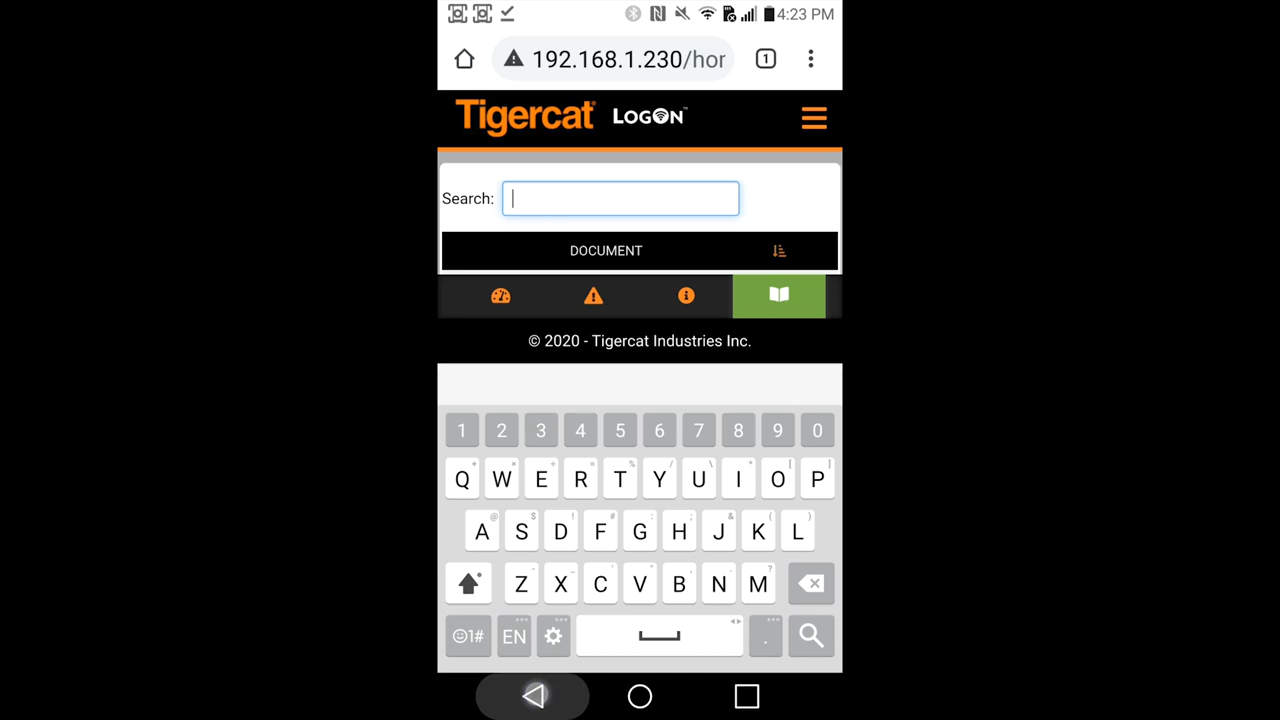 4:23 PM
192.168.1.230/hor
1
Tigercat LOGON™
Search:
DOCUMENT
© 2020 - Tigercat Industries Inc.
1 2 3 4 5 6 7 8 9 0
Q W E R T Y U I O P
A S D F G H J K L
Z X C V B N M
1# EN .